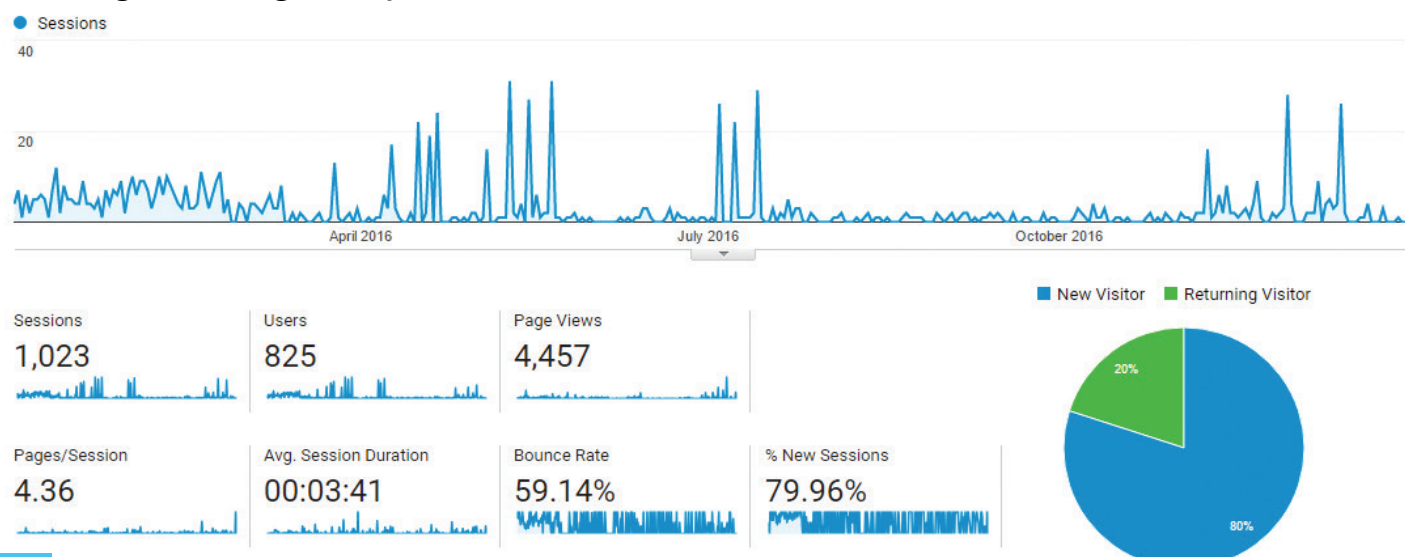 Sessions
40
20
April 2016 July 2016 October 2016
New Visitor Returning Visitor
Sessions Users Page Views
1,023 825 4,457
20%
Pages/Session Avg. Session Duration Bounce Rate % New Sessions
4.36 00:03:41 59.14% 79.96%
80%